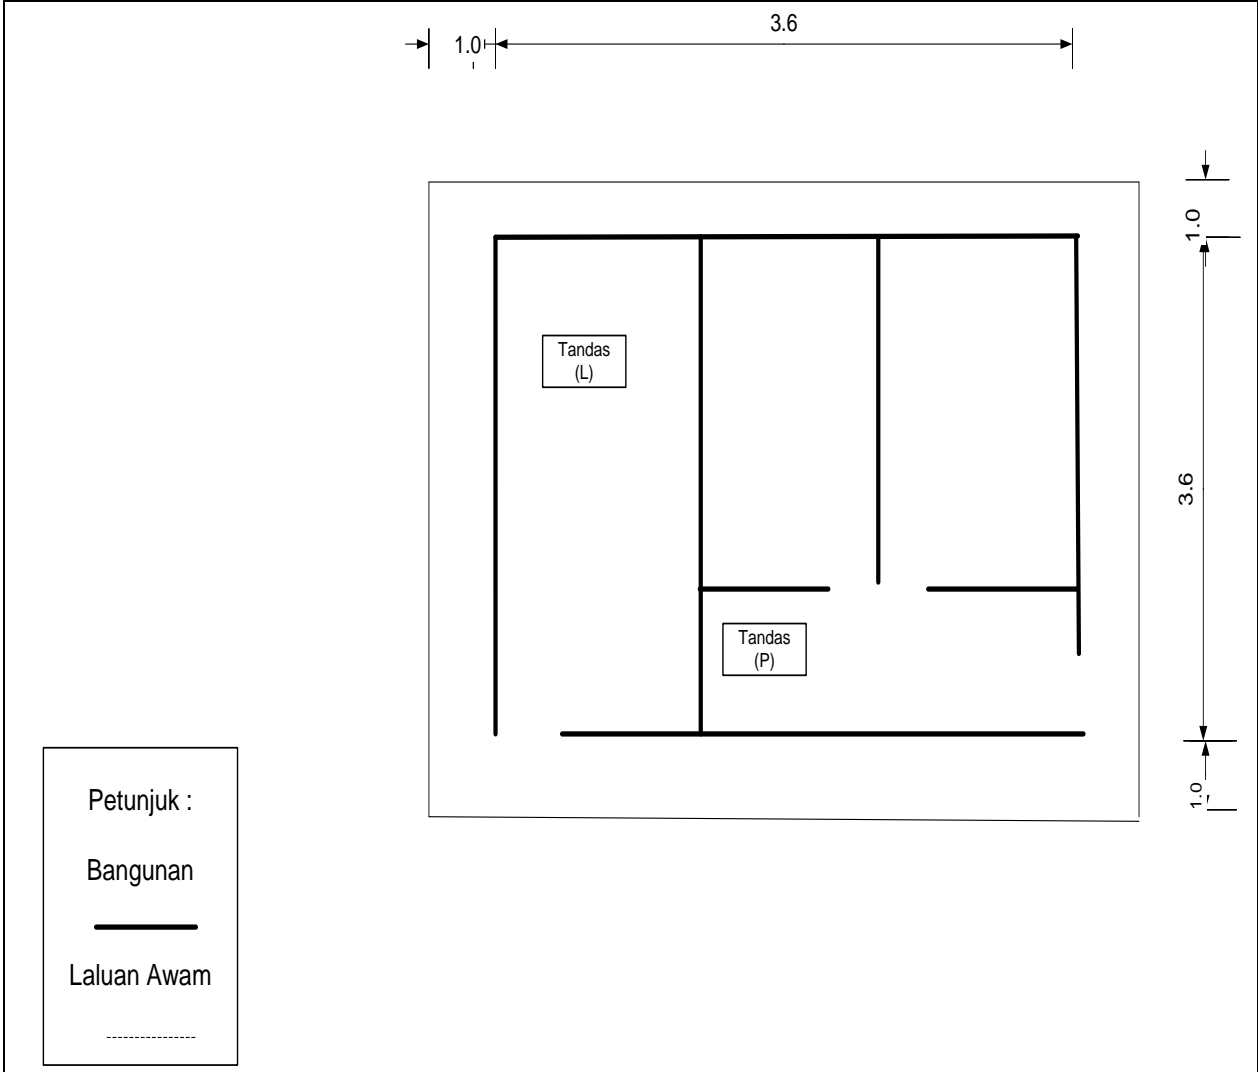 3.6
1.0
1.0
Tandas
(L)
3.6
Tandas
(P)
1.0
Petunjuk :
Bangunan
Laluan Awam